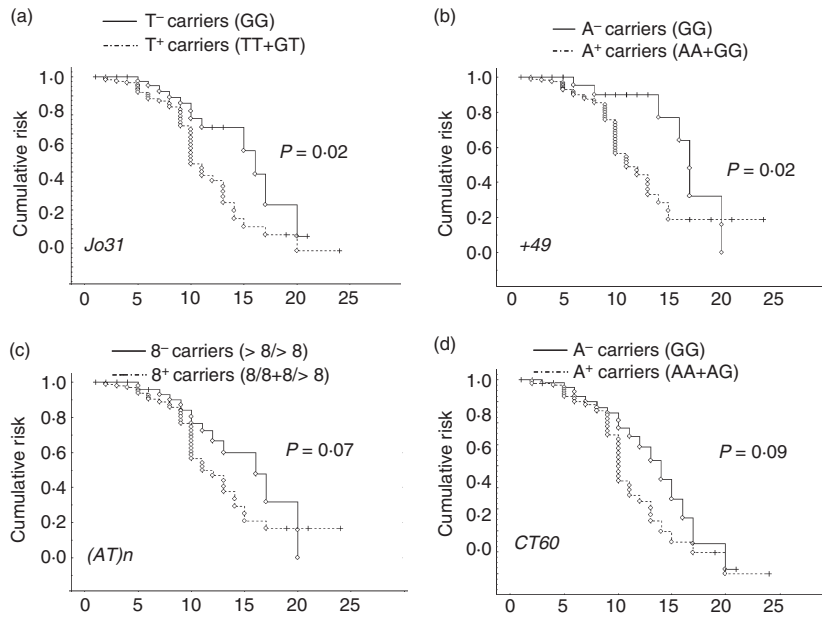 (a)
T− carriers (GG)
T+ carriers (TT+GT)
Cumulative risk
1·0
0·8
0·6
0·4
0·2
0·0
P = 0·02
Jo31
0 5 10 15 20 25
(b)
A− carriers (GG)
A+ carriers (AA+GG)
Cumulative risk
1·0
0·8
0·6
0·4
0·2
0·0
P = 0·02
+49
0 5 10 15 20 25
(c)
8− carriers (> 8/> 8)
8+ carriers (8/8+8/> 8)
Cumulative risk
1·0
0·8
0·6
0·4
0·2
0·0
P = 0·07
(AT)n
0 5 10 15 20 25
(d)
A− carriers (GG)
A+ carriers (AA+AG)
Cumulative risk
1·0
0·8
0·60
0·4
0·2
0·0
P = 0·09
CT60
0 5 10 15 20 25